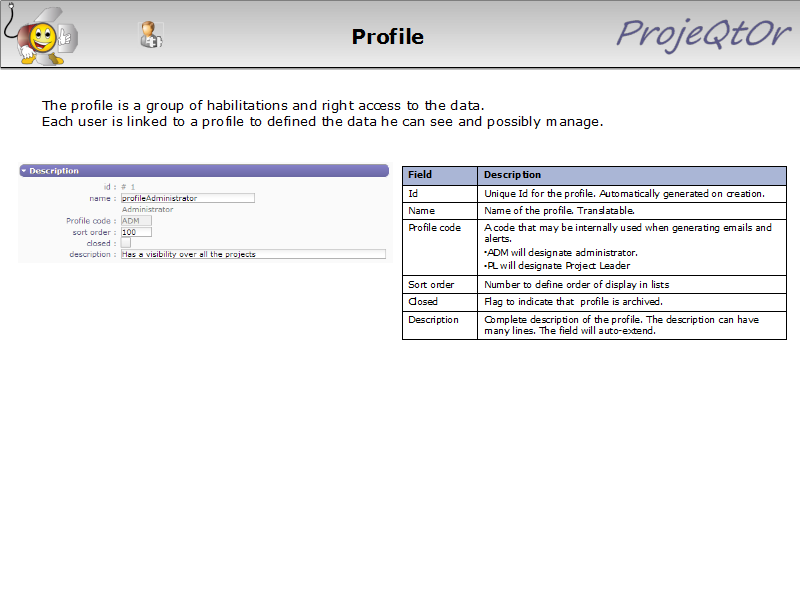 Profile
ProjeQtOr
The profile is a group of habilitations and right access to the data.
Each user is linked to a profile to defined the data he can see and possibly manage.
Description
id : # 1
name : profileAdministrator
Administrator
Profile code : ADM
sort order : 100
closed :
description : Has a visibility over all the projects
Field Description
Id Unique Id for the profile. Automatically generated on creation.
Name Name of the profile. Translatable.
Profile code A code that may be internally used when generating emails and
alerts.
•ADM will designate administrator.
•PL will designate Project Leader
Sort order Number to define order of display in lists
Closed Flag to indicate that profile is archived.
Description Complete description of the profile. The description can have
many lines. The field will auto-extend.